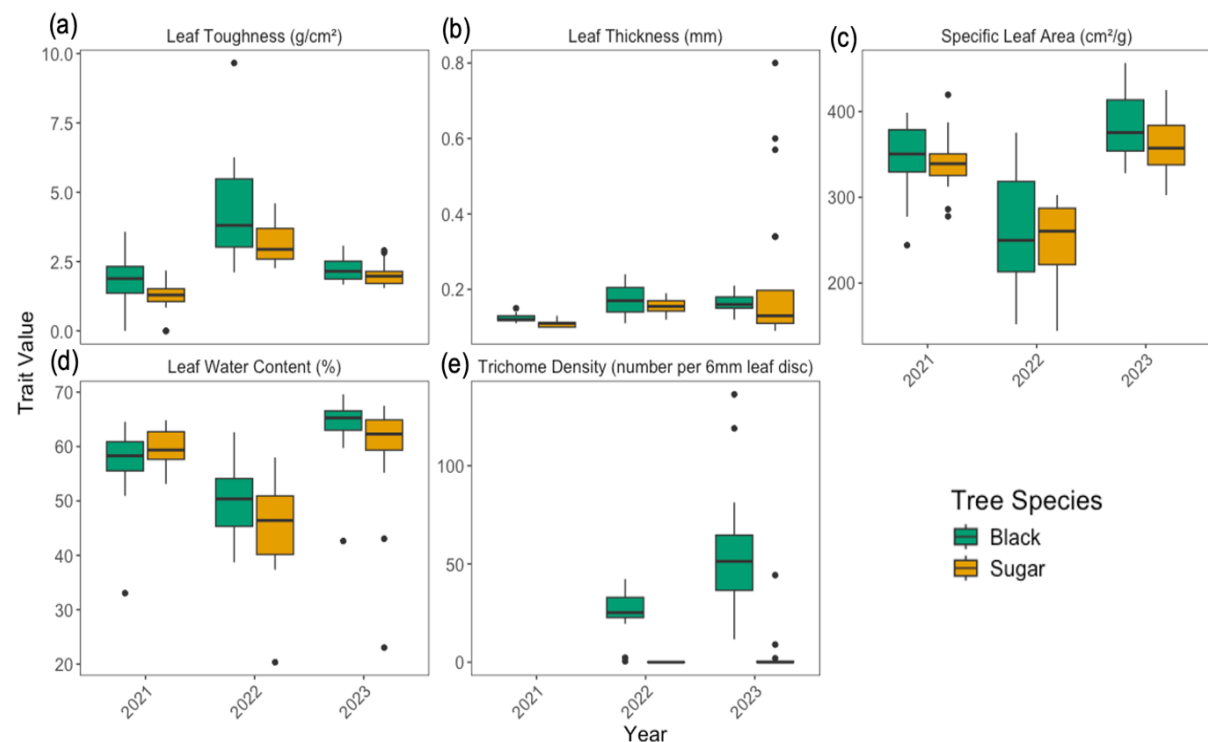 (a)
Leaf Toughness (g/cm²)
10.0
7.5
5.0
2.5
0.0
(b)
Leaf Thickness (mm)
0.8
0.6
0.4
0.2
(c)
Specific Leaf Area (cm²/g)
400
300
200
2021
2022
2023
Trait Value
(d)
Leaf Water Content (%)
70
60
50
40
30
20
2021
2022
2023
(e)
Trichome Density (number per 6mm leaf disc)
100
50
0
2021
2022
2023
Year
Tree Species
Black
Sugar